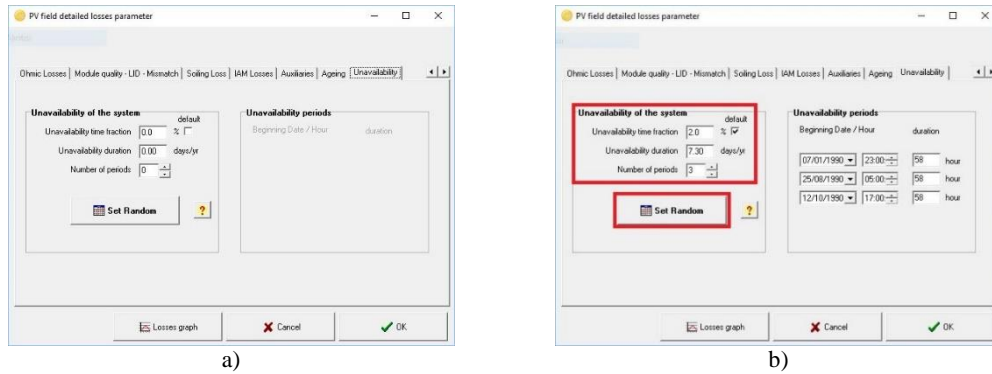 PV field detailed losses parameter
Ohmic Losses | Module quality - LID - Mismatch | Soiling Loss | IAM Losses | Auxiliaries | Ageing | Unavailability
Unavailability of the system
default
Unavailability time fraction 0.0 %
Unavailability duration 0.00 days/yr
Number of periods 0
Set Random ?
Unavailability periods
Beginning Date / Hour duration
Losses graph Cancel OK
a)
PV field detailed losses parameter
Ohmic Losses | Module quality - LID - Mismatch | Soiling Loss | IAM Losses | Auxiliaries | Ageing Unavailability
Unavailability of the system
default
Unavailability time fraction 2.0 %
Unavailability duration 7.30 days/yr
Number of periods 3
Set Random ?
Unavailability periods
Beginning Date / Hour duration
07/01/1990 23:00 58 hour
25/08/1990 05:00 58 hour
12/10/1990 17:00 58 hour
Losses graph Cancel OK
b)